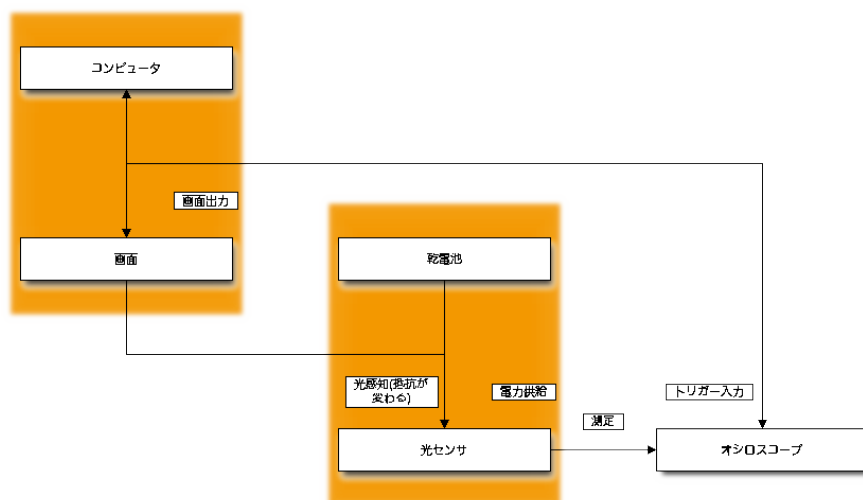 コンピュータ
画面出力
画面
乾電池
光感知(抵抗が
変わる)
電力供給
トリガー入力
測定
光センサ
オシロスコープ